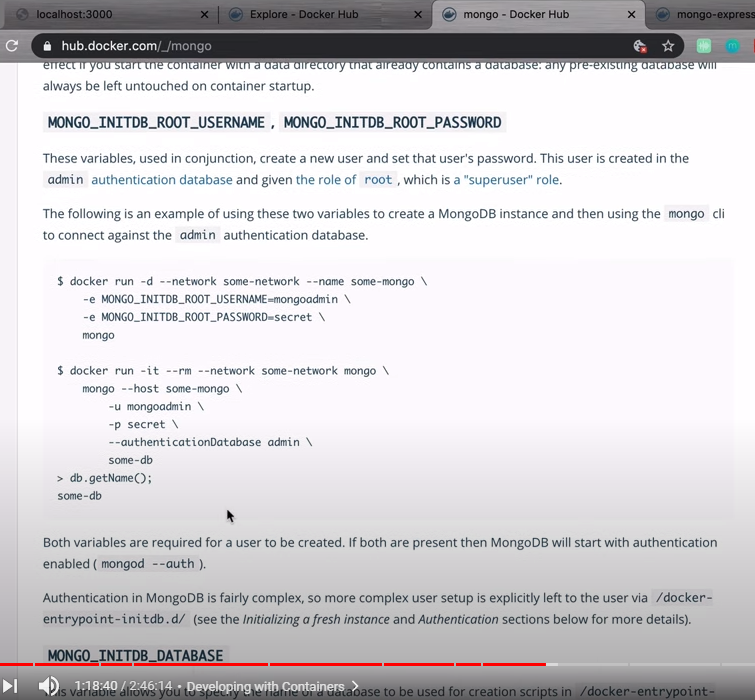 localhost:3000
Explore - Docker Hub
mongo - Docker Hub
mongo-express
hub.docker.com/_/mongo
effect if you start the container with a data directory that already contains a database: any pre-existing database will
always be left untouched on container startup.
MONGO_INITDB_ROOT_USERNAME , MONGO_INITDB_ROOT_PASSWORD
These variables, used in conjunction, create a new user and set that user's password. This user is created in the
admin authentication database and given the role of root , which is a "superuser" role.
The following is an example of using these two variables to create a MongoDB instance and then using the mongo cli
to connect against the admin authentication database.
$ docker run -d --network some-network --name some-mongo \
-e MONGO_INITDB_ROOT_USERNAME=mongoadmin \
-e MONGO_INITDB_ROOT_PASSWORD=secret \
mongo
$ docker run -it --rm --network some-network mongo \
mongo --host some-mongo \
-u mongoadmin \
-p secret \
--authenticationDatabase admin \
some-db
> db.getName();
some-db
Both variables are required for a user to be created. If both are present then MongoDB will start with authentication
enabled ( mongod --auth ).
Authentication in MongoDB is fairly complex, so more complex user setup is explicitly left to the user via /docker-
entrypoint-initdb.d/ (see the Initializing a fresh instance and Authentication sections below for more details).
MONGO_INITDB_DATABASE
This variable allows you to specify the name of a database to be used for creation scripts in /docker-entrypoint-
1:18:40 / 2:46:14 • Developing with Containers >